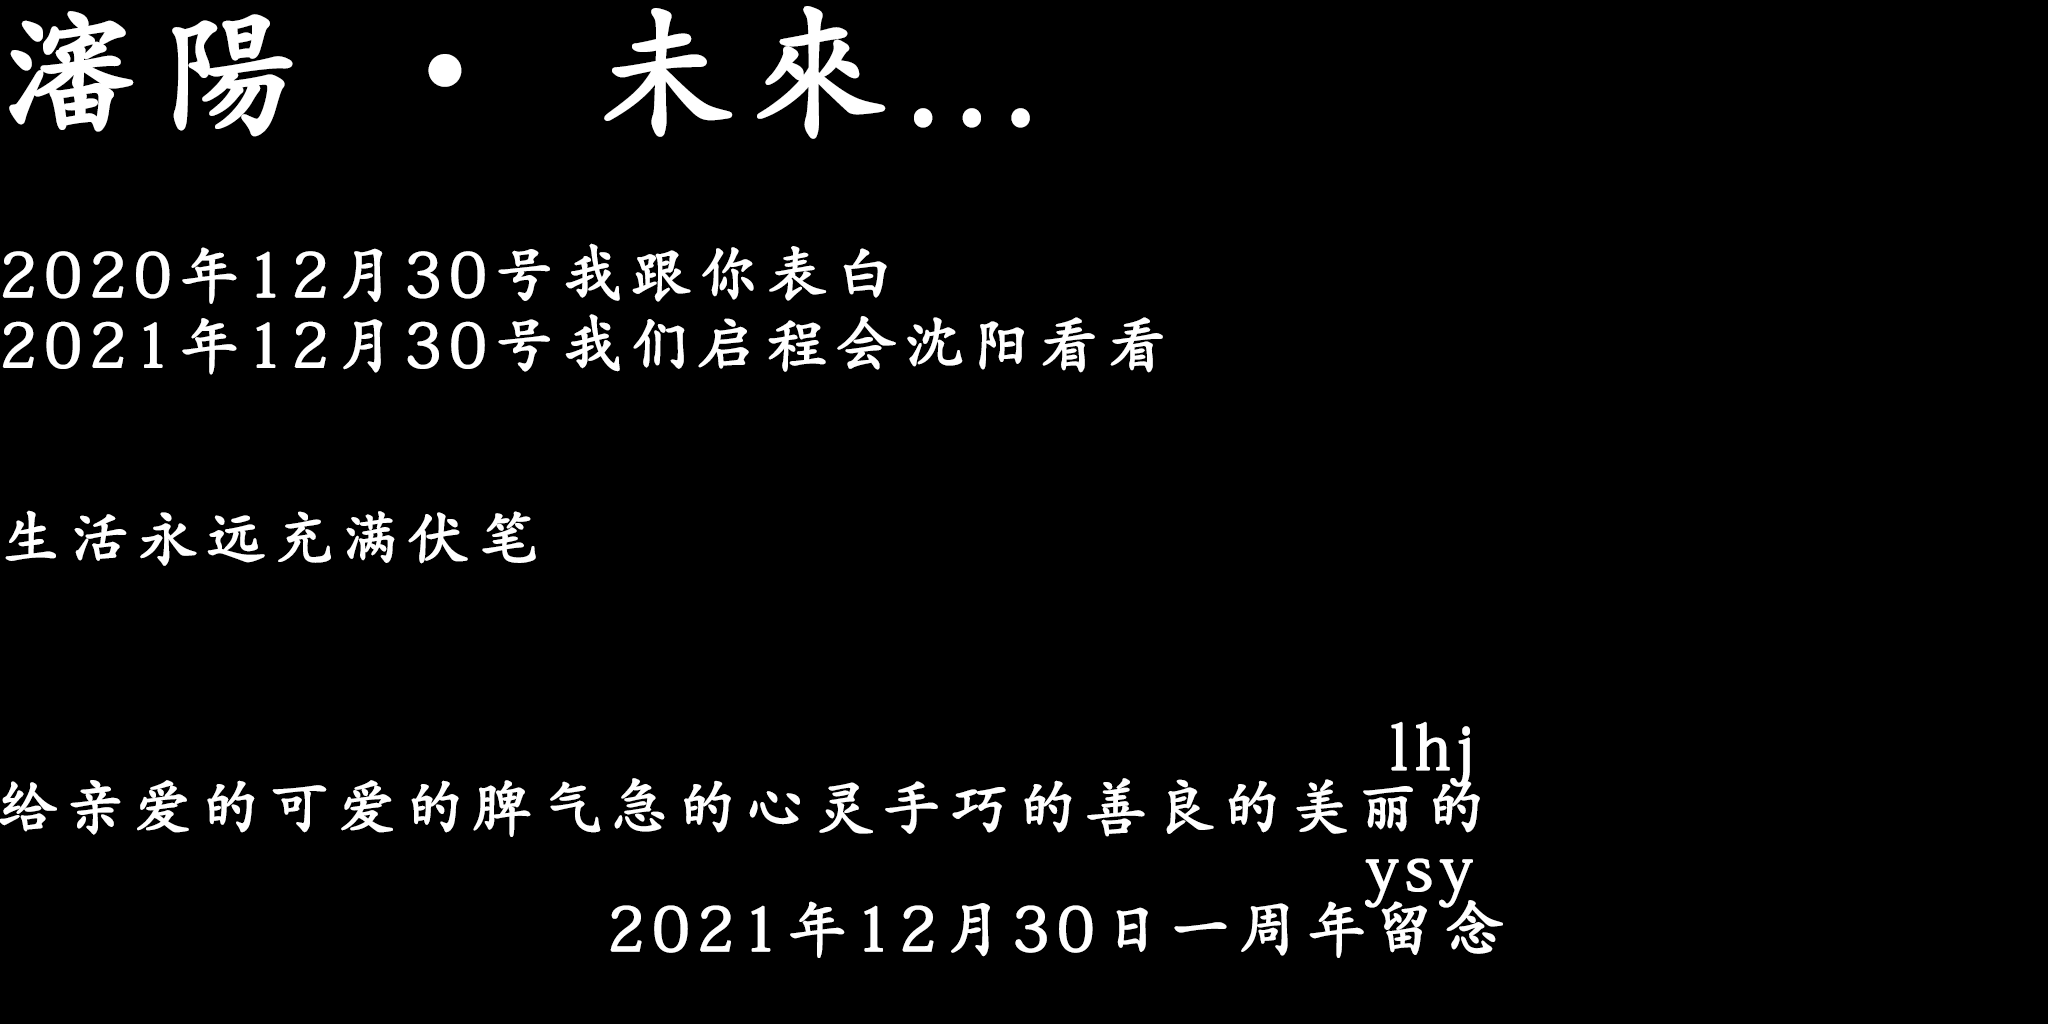 瀋陽 · 未來...
2020年12月30号我跟你表白
2021年12月30号我们启程会沈阳看看
生活永远充满伏笔
lhj
给亲爱的可爱的脾气急的心灵手巧的善良的美丽的
ysy
2021年12月30日一周年留念